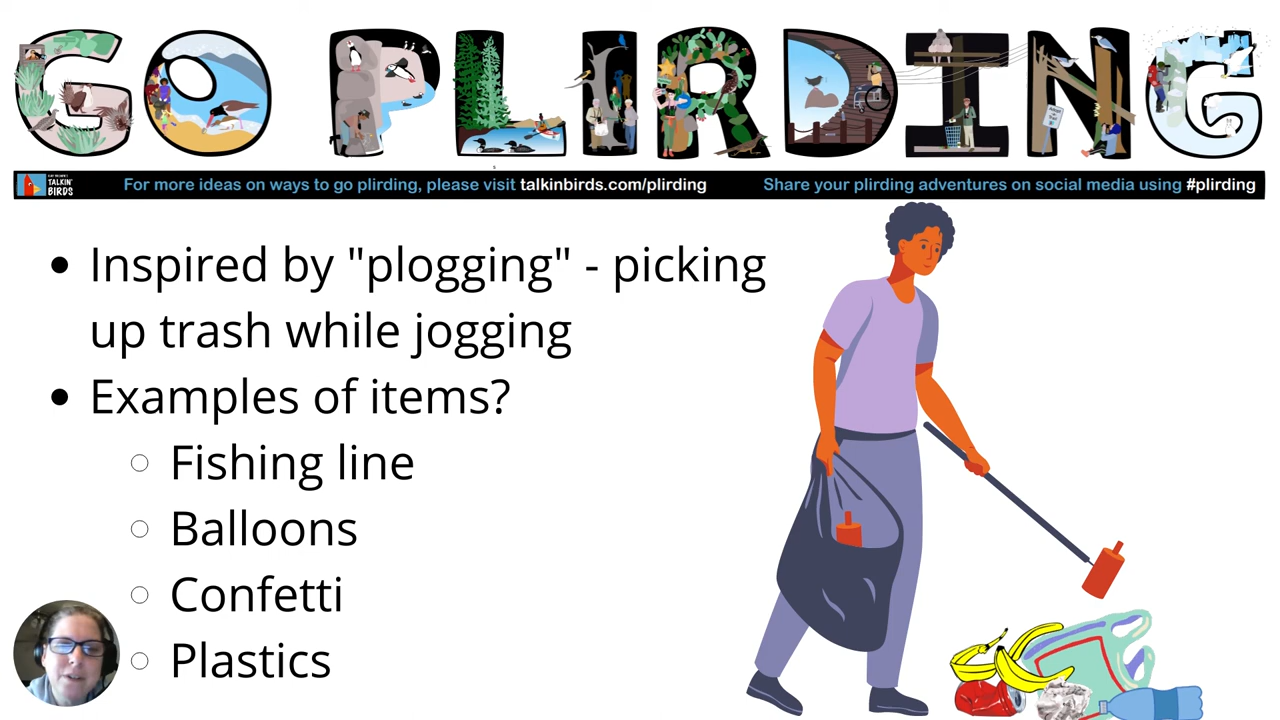 GO PLIRDING
TALKIN'
BIRDS
For more ideas on ways to go plirding, please visit talkinbirds.com/plirding
Share your plirding adventures on social media using #plirding
• Inspired by "plogging" - picking
up trash while jogging
• Examples of items?
○ Fishing line
○ Balloons
○ Confetti
○ Plastics